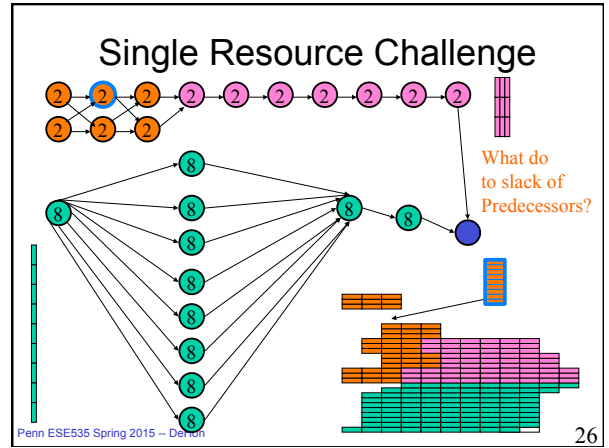 Single Resource Challenge
2 2 2 2 2 2 2 2 2 2
2 2 2
What do
to slack of
Predecessors?
8
8
8 8 8
8
8
8
8
8
8
Penn ESE535 Spring 2015 -- DeHon
26